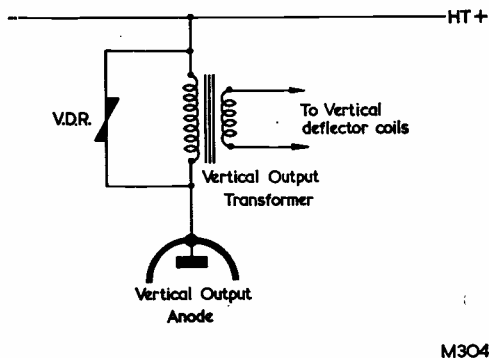 HT+
V.D.R.
To Vertical
deflector coils
Vertical Output
Transformer
Vertical Output
Anode
M304